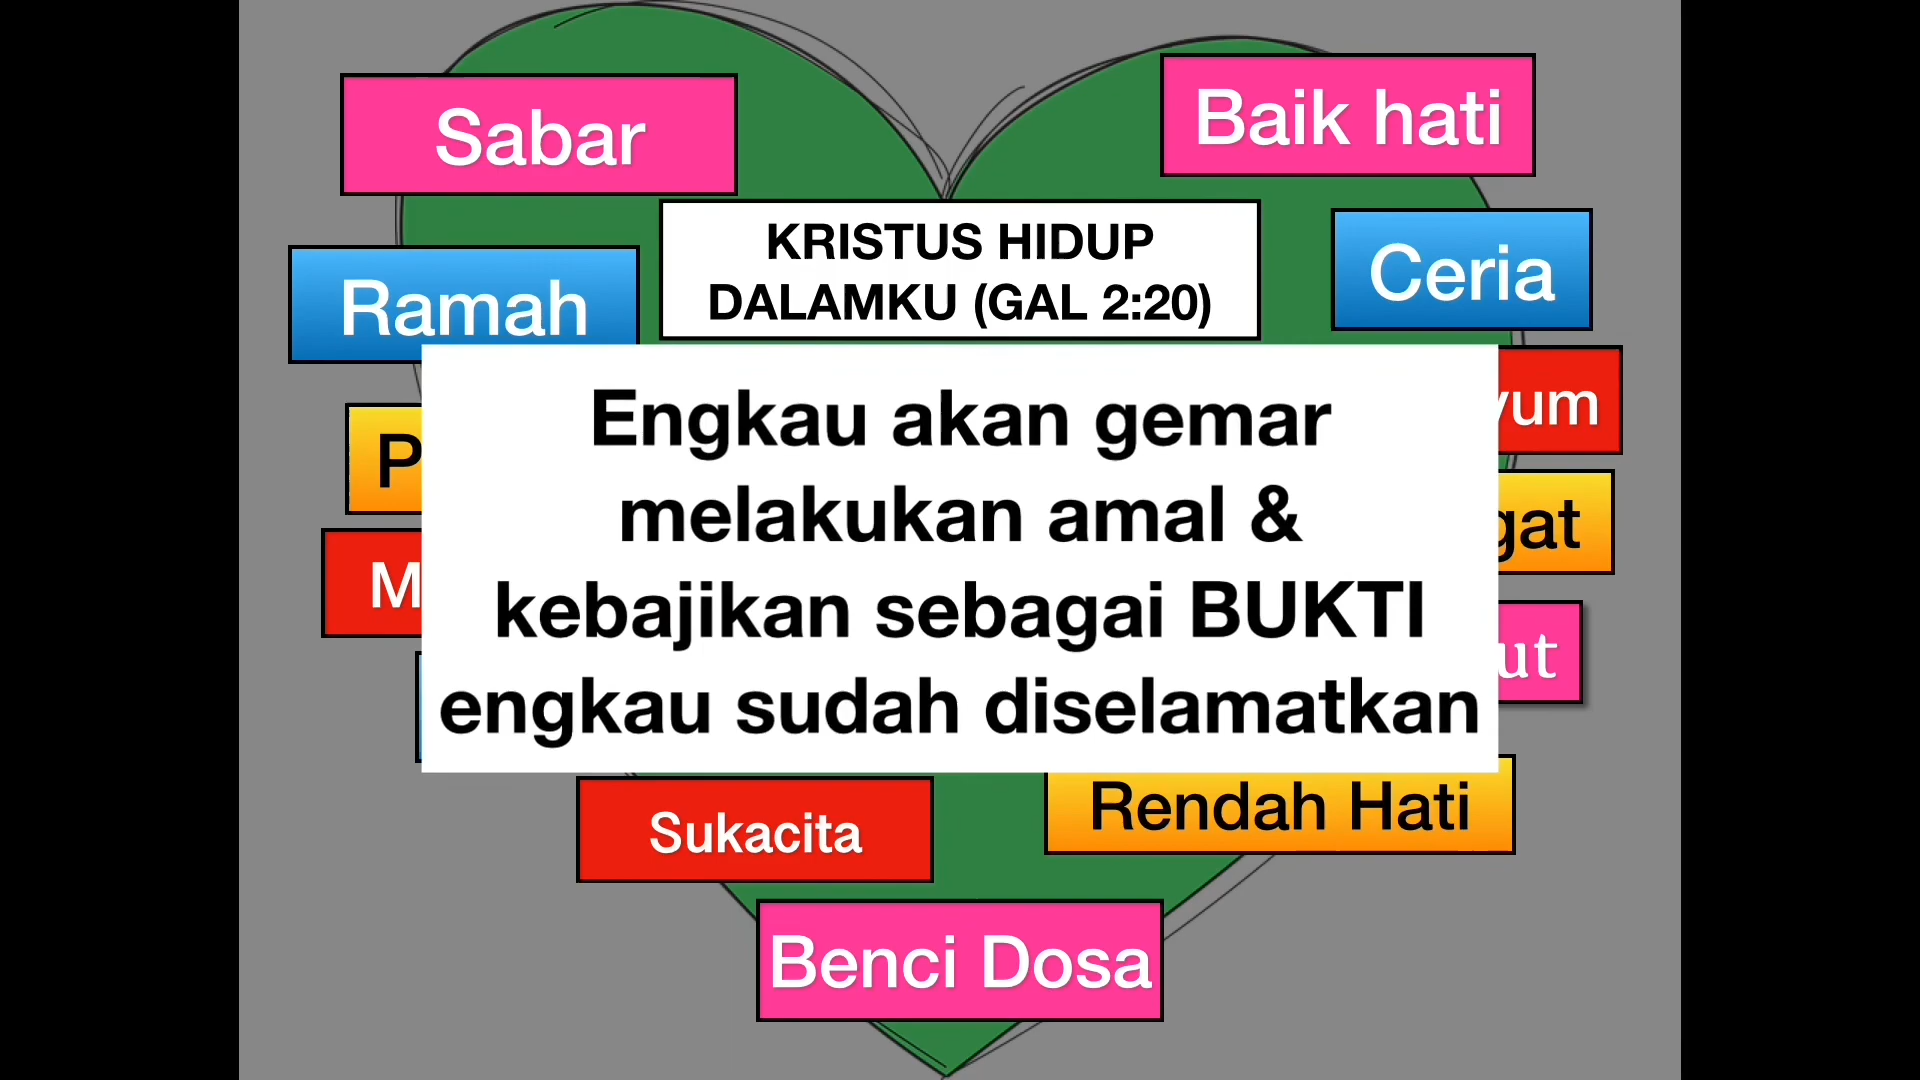 Sabar
Baik hati
KRISTUS HIDUP
DALAMKU (GAL 2:20)
Ramah
Ceria
Engkau akan gemar
melakukan amal &
kebajikan sebagai BUKTI
engkau sudah diselamatkan
Sukacita
Rendah Hati
Benci Dosa